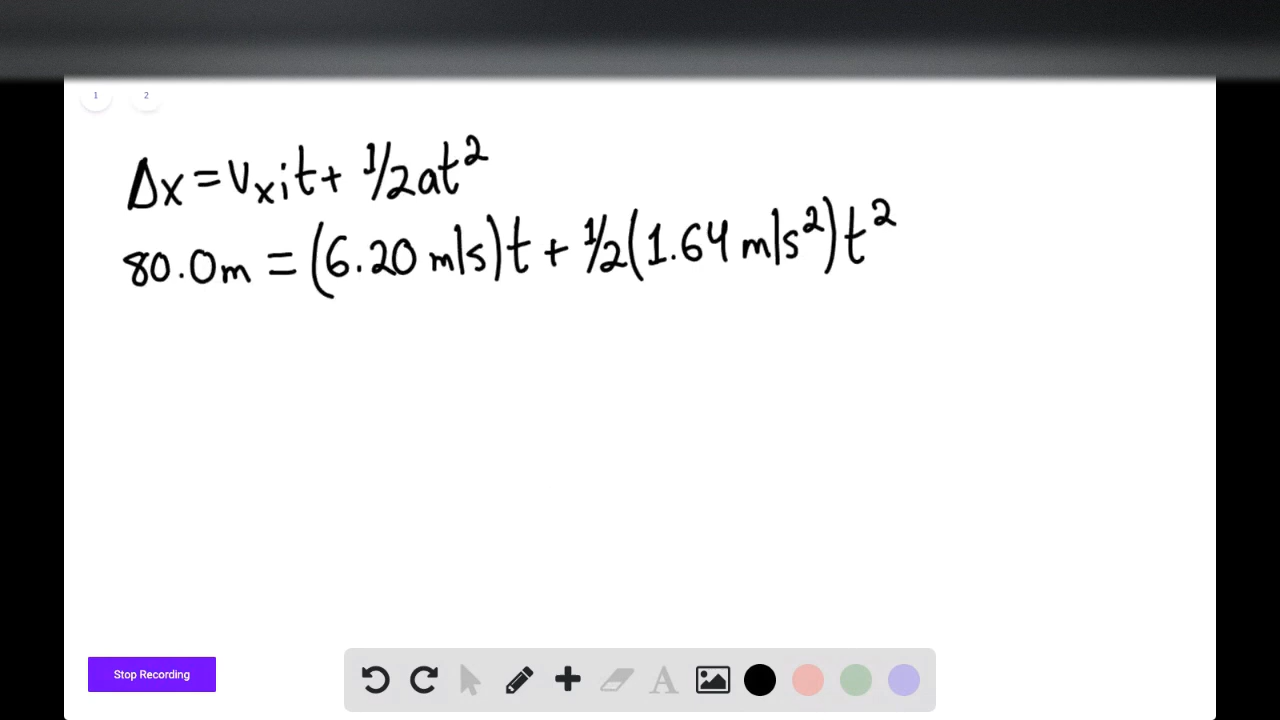 1 2
Δx = vxit + 1/2at²
80.0m = (6.20 m/s)t + 1/2(1.64 m/s²)t²
Stop Recording
A